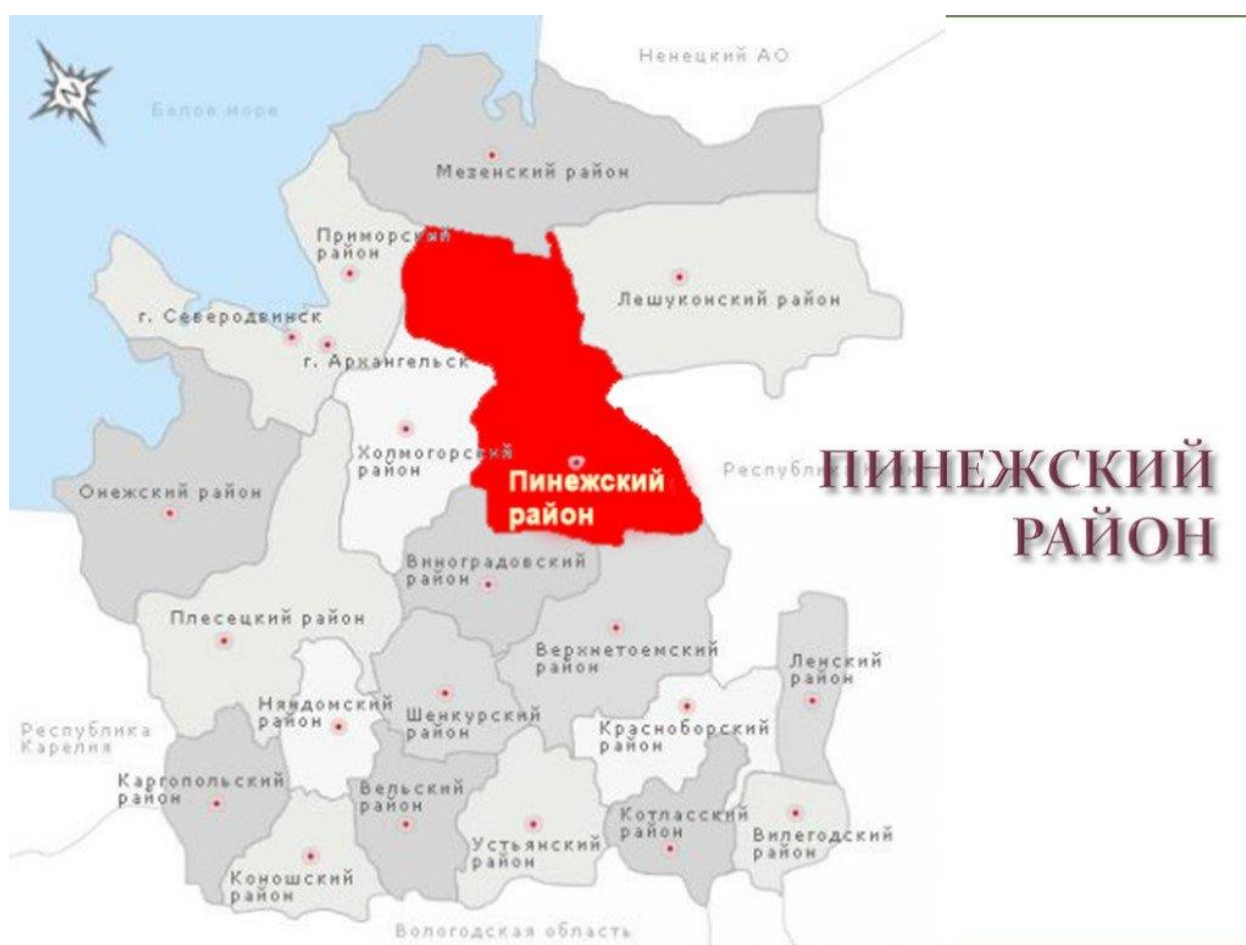 Ненецкий АО
Белое море
Мезенский район
Приморский
район
Лешуконский район
г. Северодвинск
г. Архангельск
Холмогорский
район
Пинежский
район
Республика Коми
ПИНЕЖСКИЙ
РАЙОН
Онежский район
Виноградовский
район
Плесецкий район
Верхнетоемский
район
Ленский
район
Няндомский
район
Шенкурский
район
Красноборский
район
Республика
Карелия
Каргопольский
район
Вельский
район
Котласский
район
Вилегодский
район
Устьянский
район
Коношский
район
Вологодская область
N